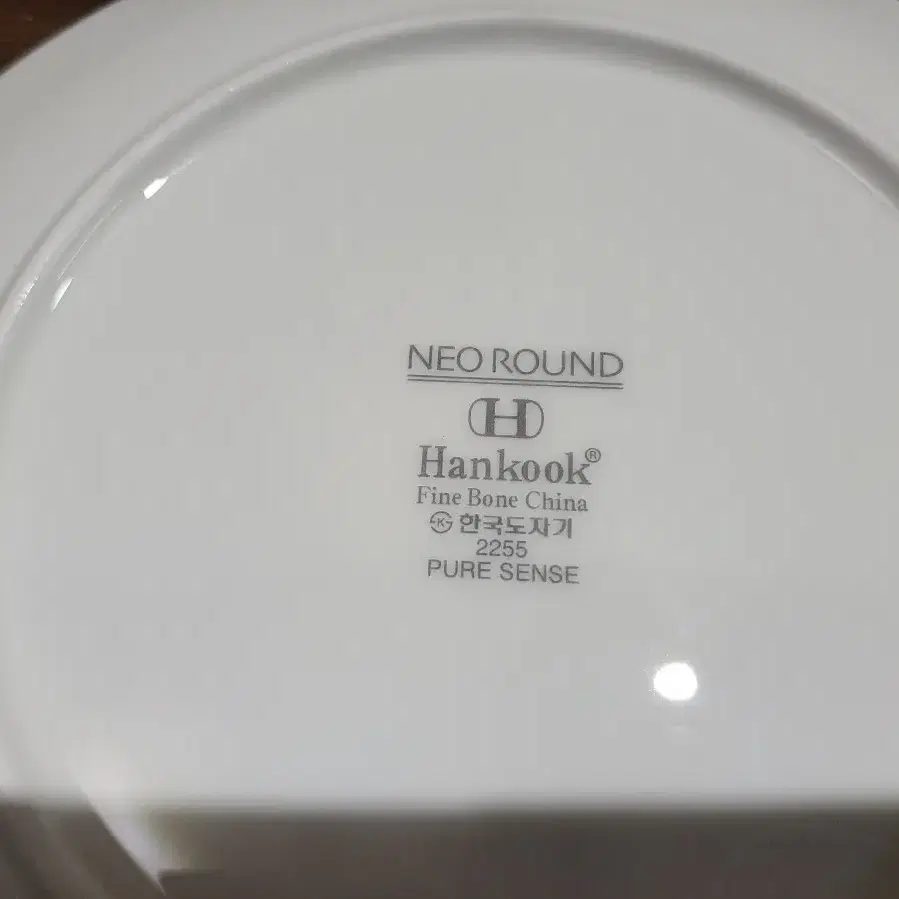 NEO ROUND
H
Hankook®
Fine Bone China
K 한국도자기
2255
PURE SENSE